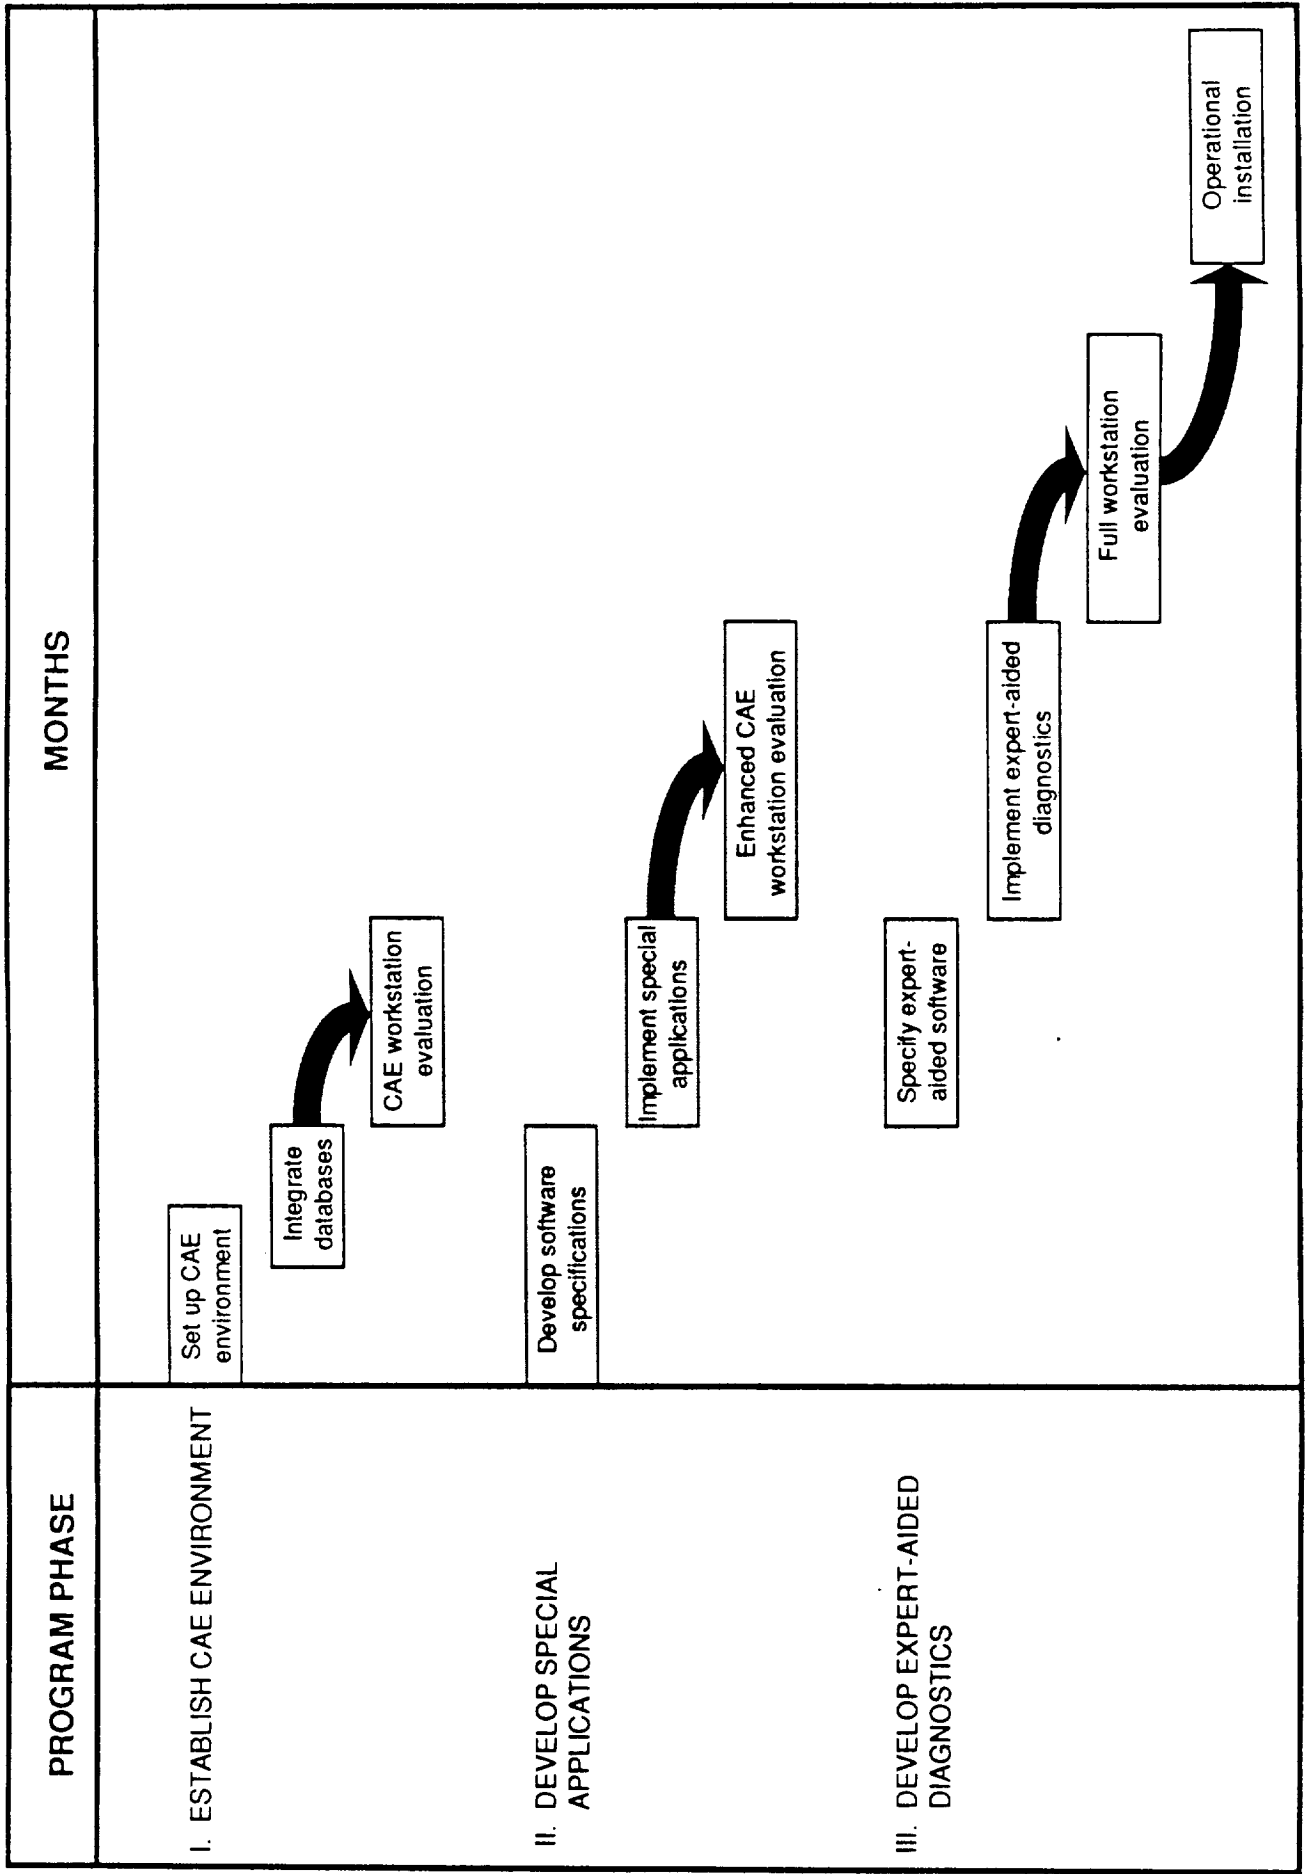 PROGRAM PHASE
MONTHS
I. ESTABLISH CAE ENVIRONMENT
Set up CAE
environment
Integrate
databases
CAE workstation
evaluation
II. DEVELOP SPECIAL
APPLICATIONS
Develop software
specifications
Implement special
applications
Enhanced CAE
workstation evaluation
III. DEVELOP EXPERT-AIDED
DIAGNOSTICS
Specify expert-
aided software
Implement expert-aided
diagnostics
Full workstation
evaluation
Operational
installation